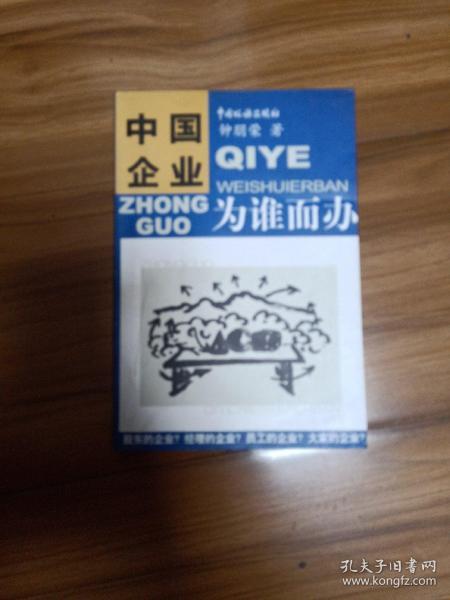 中国税务出版社
钟朋荣 著
中国
企业
QIYE
WEISHUIERBAN
ZHONG
GUO
为谁而办
股东的企业？经理的企业？员工的企业？大家的企业？
孔夫子旧书网
www.kongfz.com